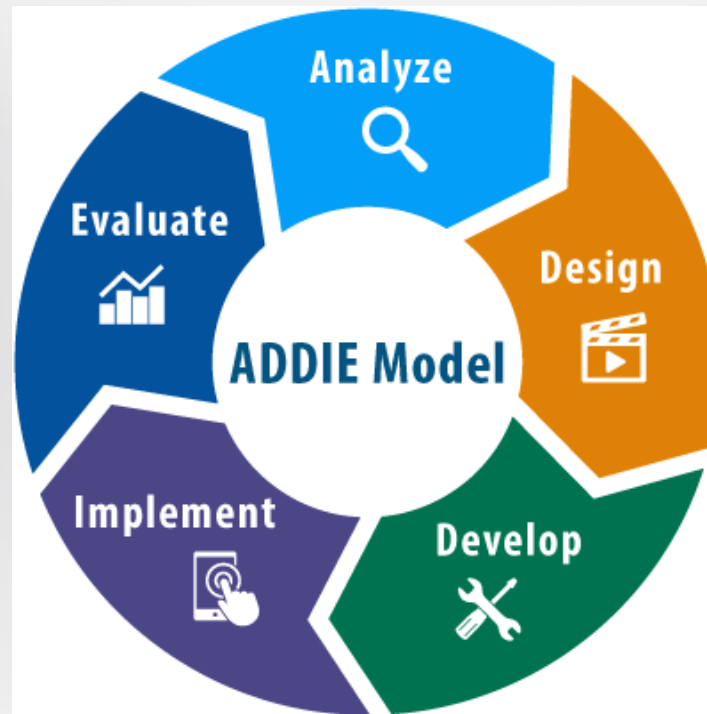 Analyze
Design
Develop
Implement
Evaluate
ADDIE Model